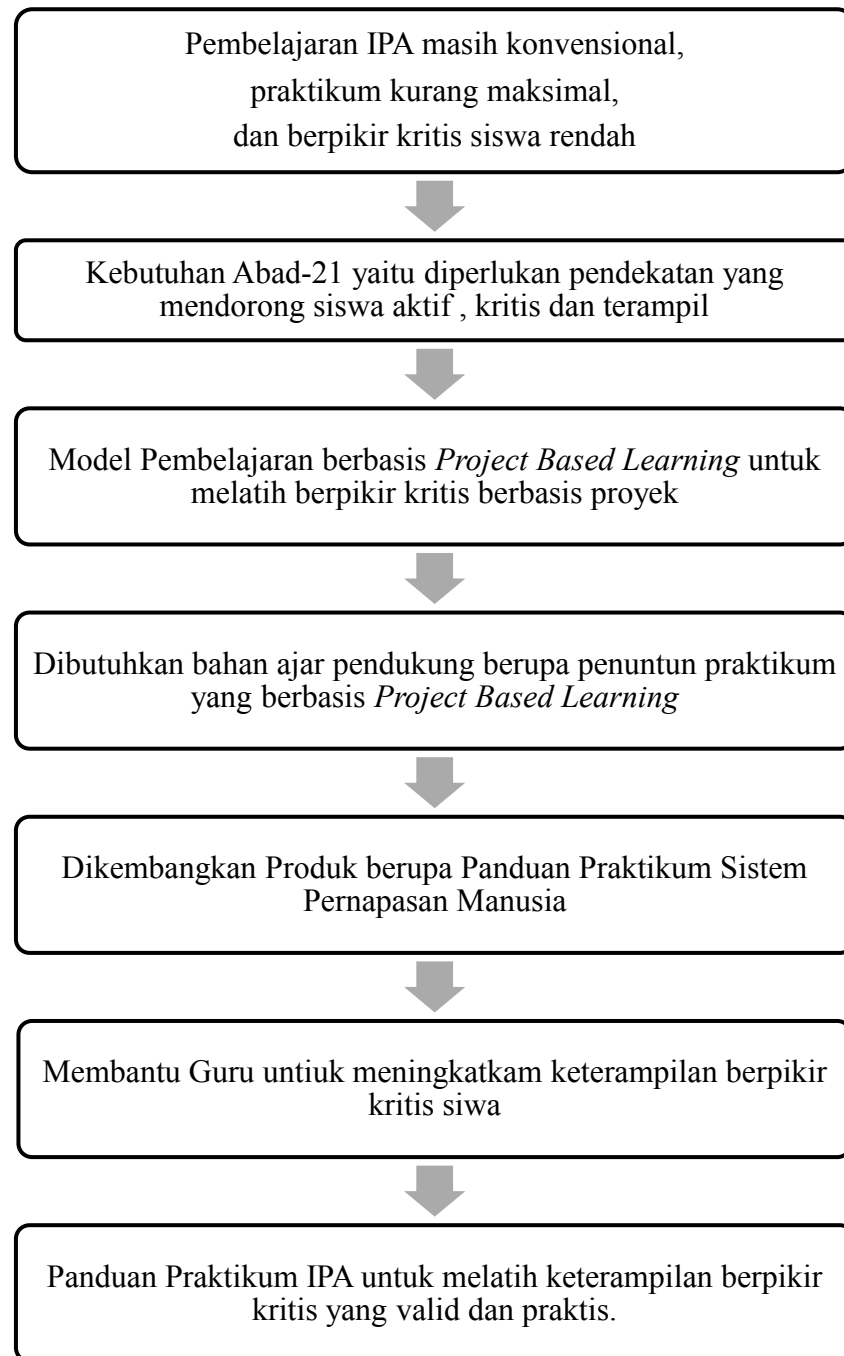 Pembelajaran IPA masih konvensional,
praktikum kurang maksimal,
dan berpikir kritis siswa rendah
Kebutuhan Abad-21 yaitu diperlukan pendekatan yang
mendorong siswa aktif , kritis dan terampil
Model Pembelajaran berbasis Project Based Learning untuk
melatih berpikir kritis berbasis proyek
Dibutuhkan bahan ajar pendukung berupa penuntun praktikum
yang berbasis Project Based Learning
Dikembangkan Produk berupa Panduan Praktikum Sistem
Pernapasan Manusia
Membantu Guru untiuk meningkatkam keterampilan berpikir
kritis siwa
Panduan Praktikum IPA untuk melatih keterampilan berpikir
kritis yang valid dan praktis.